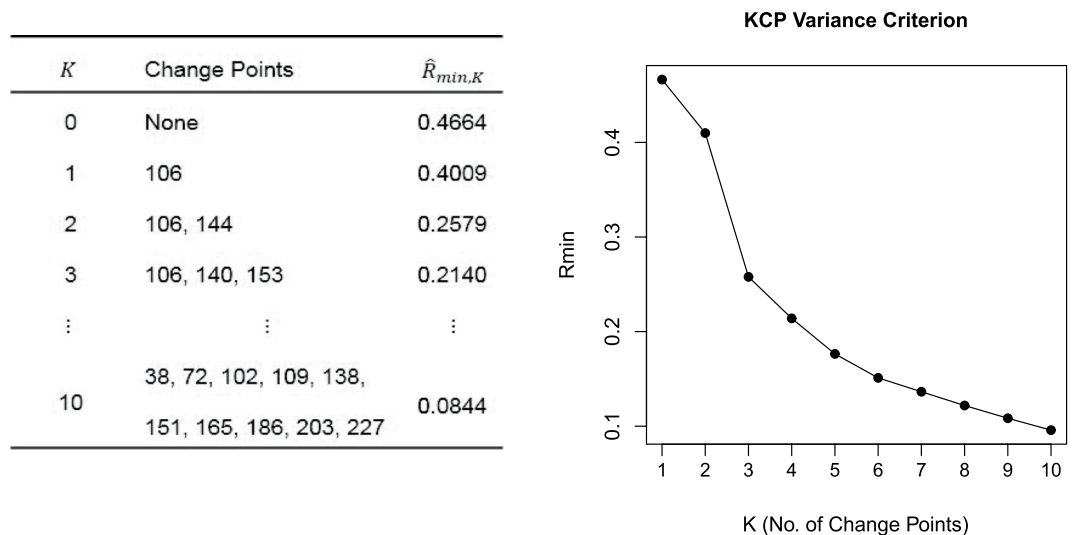 K Change Points R̂min,K
0 None 0.4664
1 106 0.4009
2 106, 144 0.2579
3 106, 140, 153 0.2140
⋮ ⋮ ⋮
38, 72, 102, 109, 138,
10 0.0844
151, 165, 186, 203, 227
KCP Variance Criterion
Rmin
0.4
0.3
0.2
0.1
1 2 3 4 5 6 7 8 9 10
K (No. of Change Points)